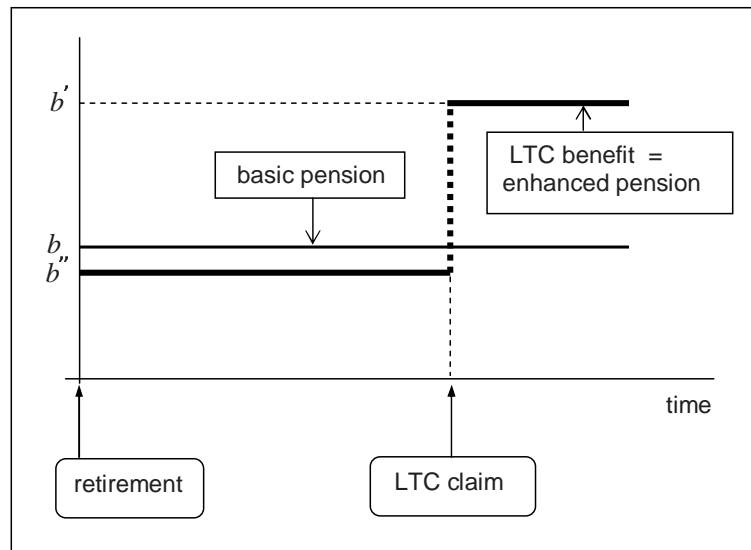 b′
LTC benefit =
enhanced pension
basic pension
b
b″
time
retirement
LTC claim